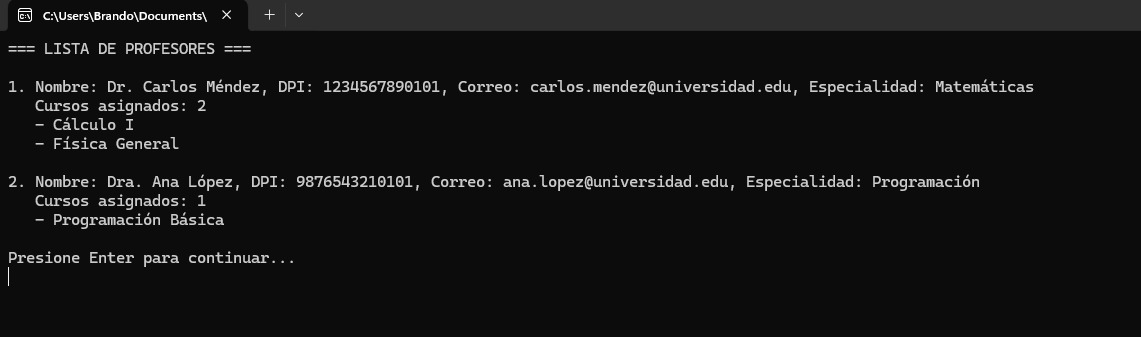 C:\Users\Brando\Documents\
=== LISTA DE PROFESORES ===
1. Nombre: Dr. Carlos Méndez, DPI: 1234567890101, Correo: carlos.mendez@universidad.edu, Especialidad: Matemáticas
Cursos asignados: 2
- Cálculo I
- Física General
2. Nombre: Dra. Ana López, DPI: 9876543210101, Correo: ana.lopez@universidad.edu, Especialidad: Programación
Cursos asignados: 1
- Programación Básica
Presione Enter para continuar...